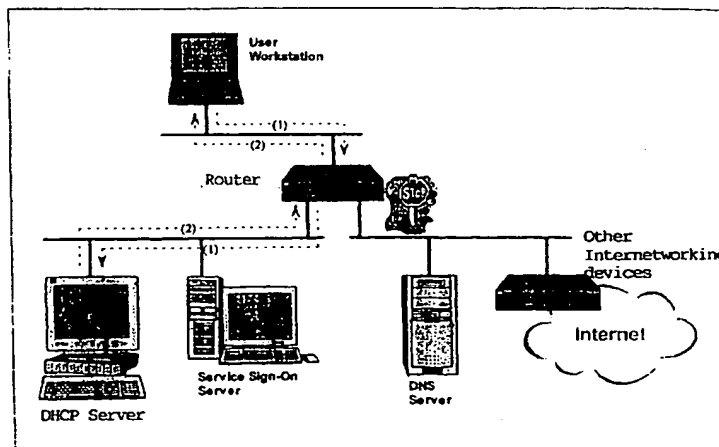 User
Workstation
(1)
(2)
Router
Stop
(2)
(1)
Other
Internetworking
devices
Internet
Service Sign-On
Server
DNS
Server
DHCP Server